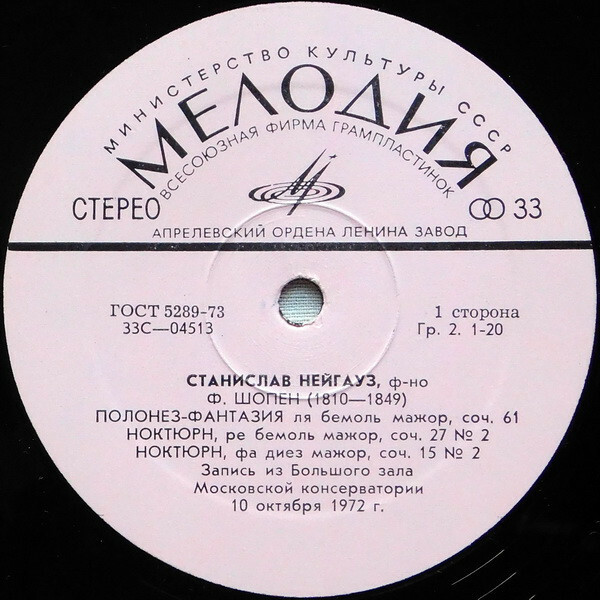 МИНИСТЕРСТВО КУЛЬТУРЫ СССР
МЕЛОДИЯ
ВСЕСОЮЗНАЯ ФИРМА ГРАМПЛАСТИНОК
СТЕРЕО
33
АПРЕЛЕВСКИЙ ОРДЕНА ЛЕНИНА ЗАВОД
ГОСТ 5289-73
1 сторона
33С—04513
Гр. 2. 1-20
СТАНИСЛАВ НЕЙГАУЗ, ф-но
Ф. ШОПЕН (1810—1849)
ПОЛОНЕЗ-ФАНТАЗИЯ ля бемоль мажор, соч. 61
НОКТЮРН, ре бемоль мажор, соч. 27 № 2
НОКТЮРН, фа диез мажор, соч. 15 № 2
Запись из Большого зала
Московской консерватории
10 октября 1972 г.